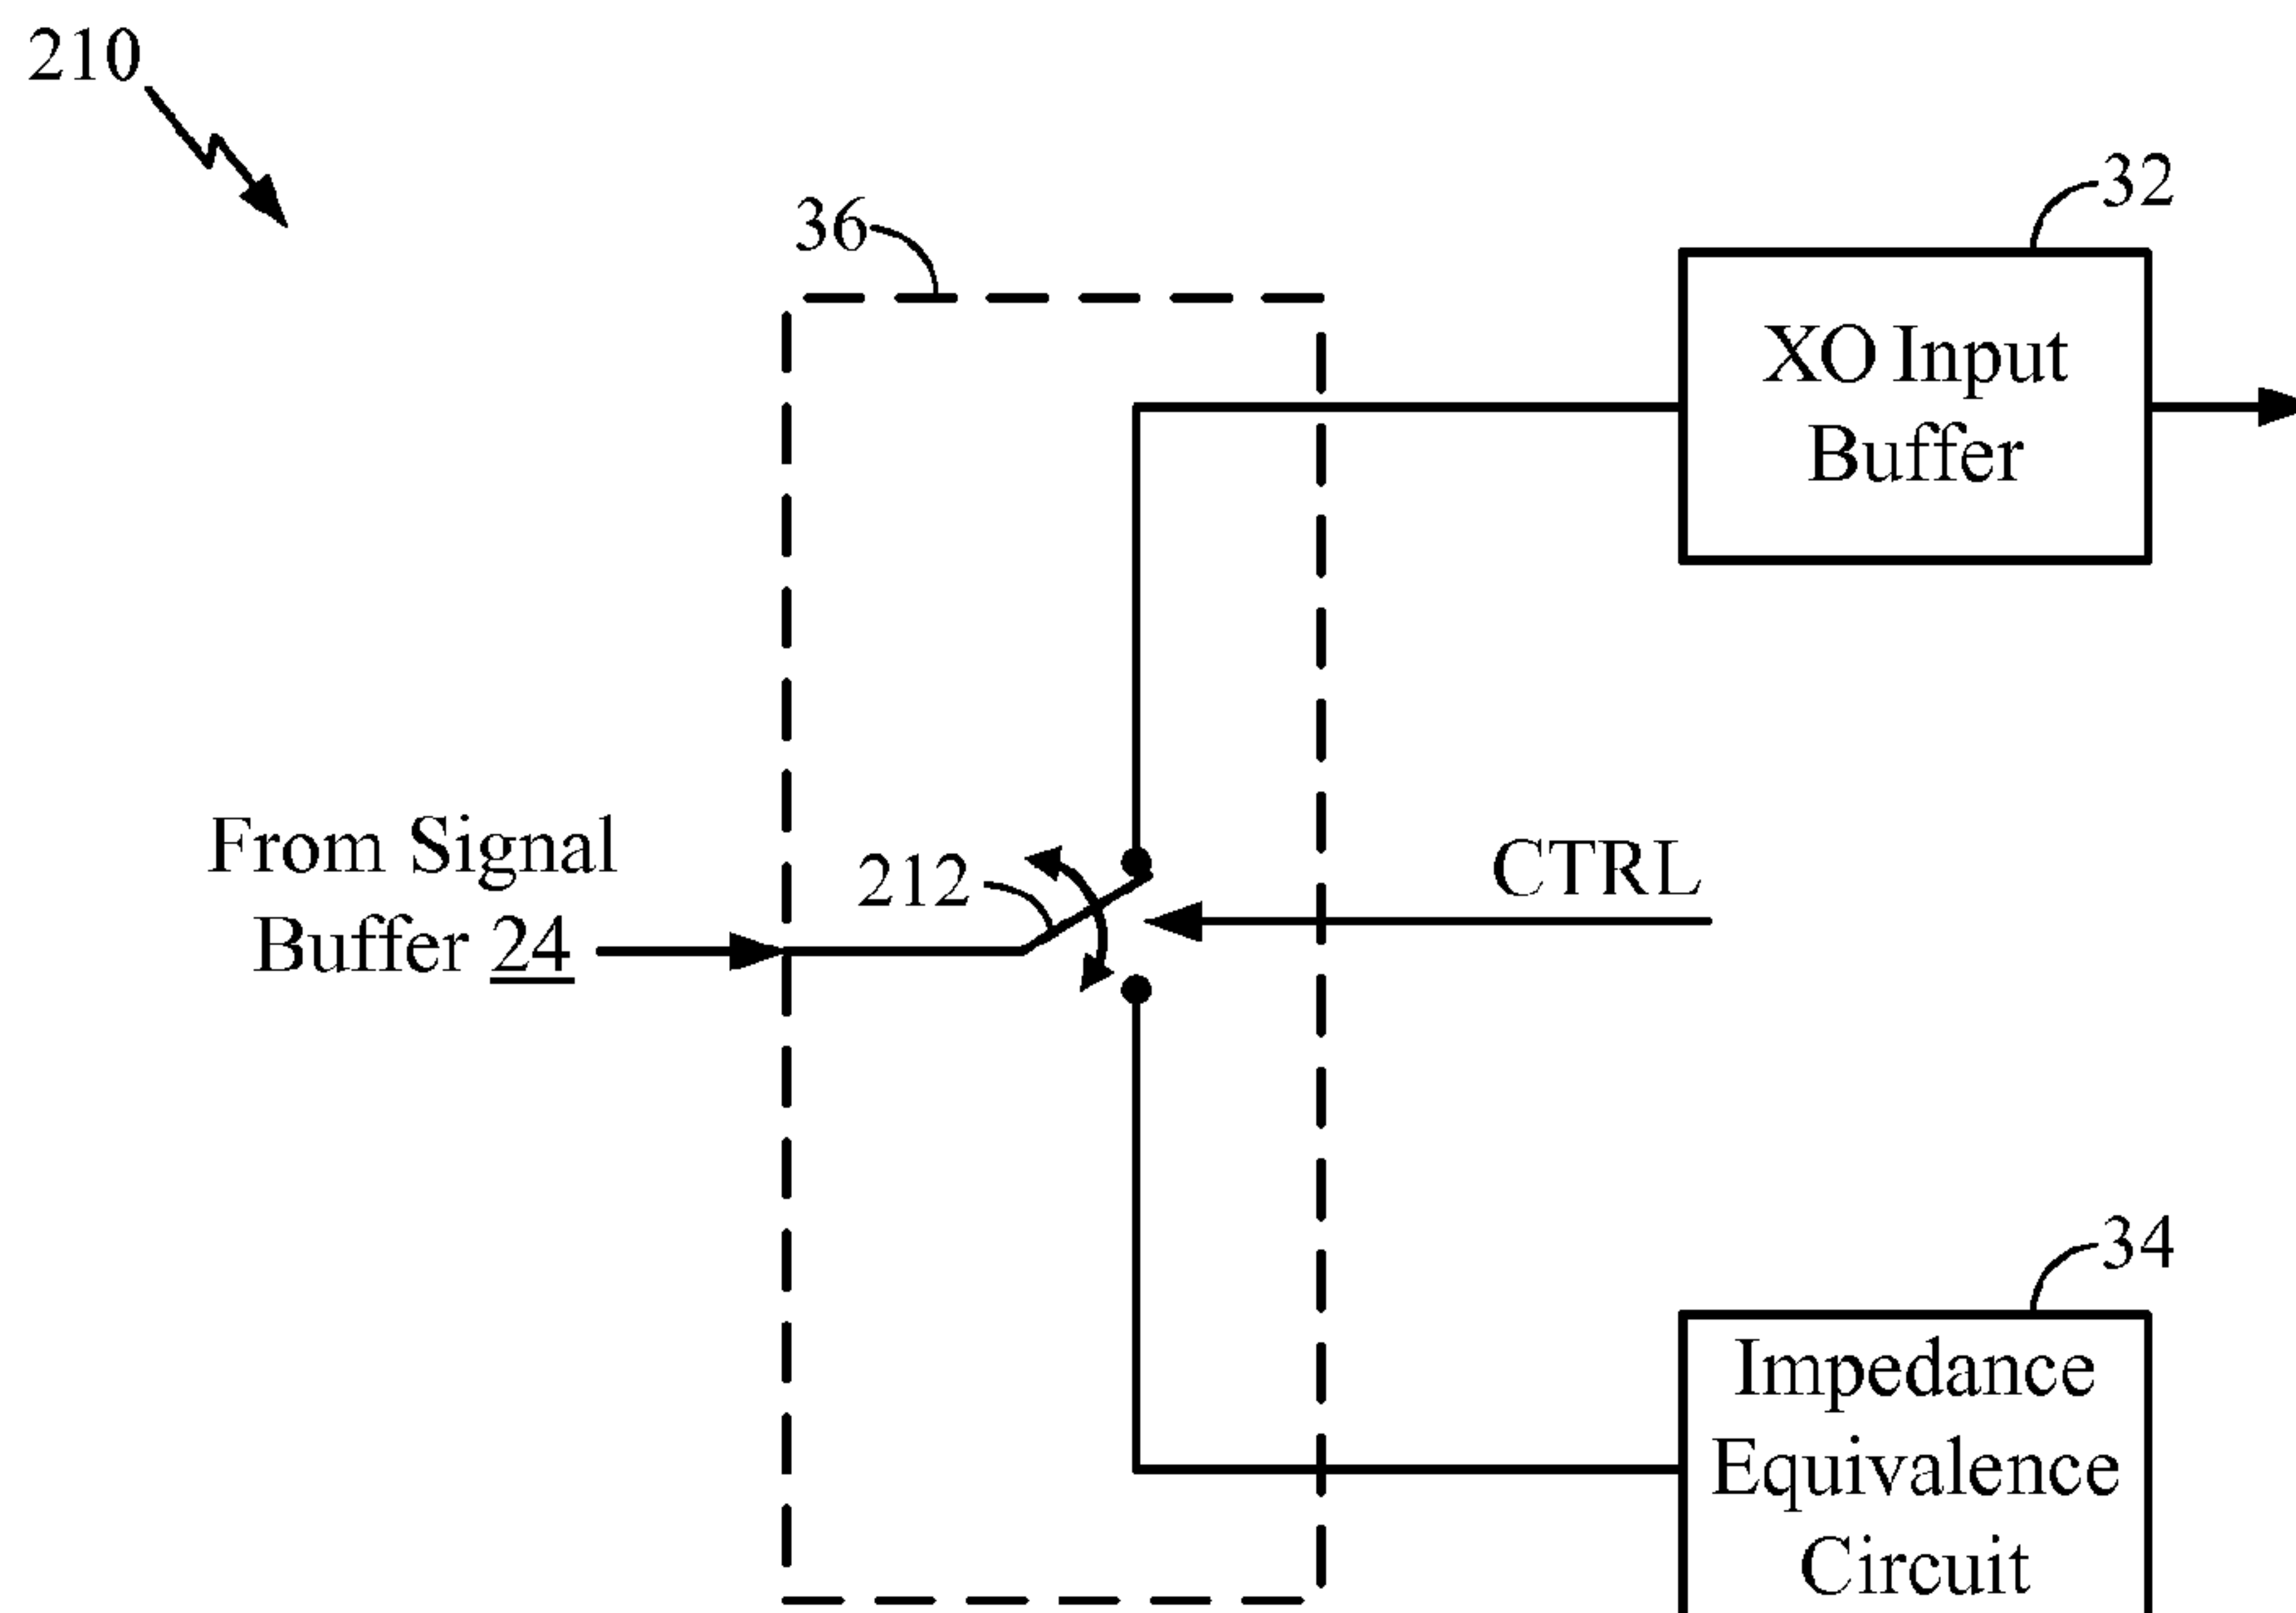 210
36
32
XO Input
Buffer
From Signal
Buffer 24
212
CTRL
34
Impedance
Equivalence
Circuit